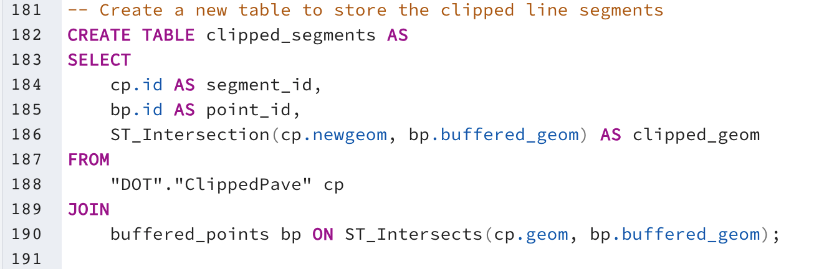 181 -- Create a new table to store the clipped line segments
182 CREATE TABLE clipped_segments AS
183 SELECT
184     cp.id AS segment_id,
185     bp.id AS point_id,
186     ST_Intersection(cp.newgeom, bp.buffered_geom) AS clipped_geom
187 FROM
188     "DOT"."ClippedPave" cp
189 JOIN
190     buffered_points bp ON ST_Intersects(cp.geom, bp.buffered_geom);
191